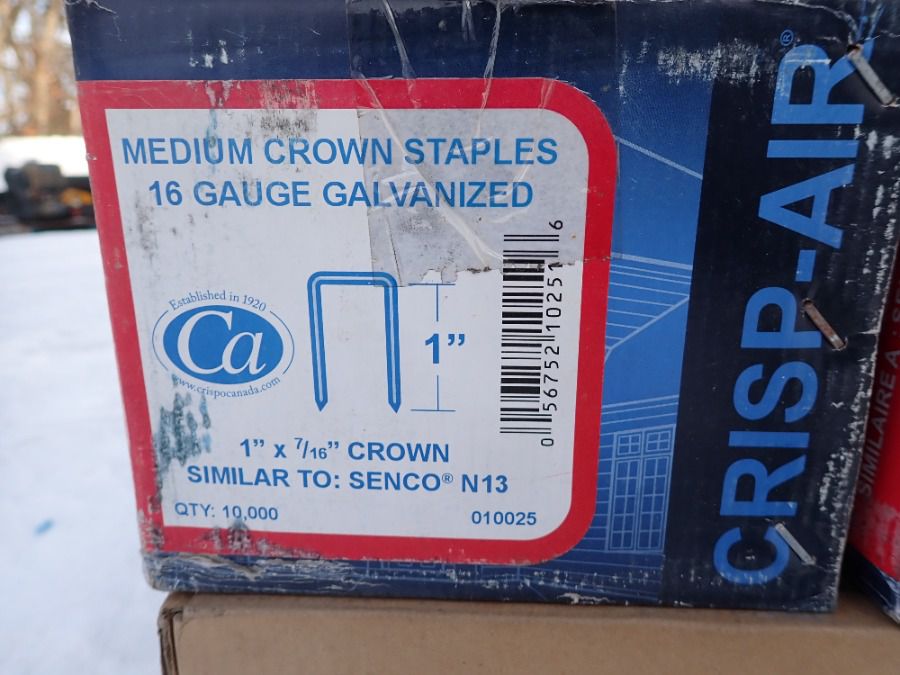 MEDIUM CROWN STAPLES
16 GAUGE GALVANIZED
Established in 1920
Ca
www.crispocanada.com
1”
0 56752 10251 6
1” x 7/16” CROWN
SIMILAR TO: SENCO® N13
QTY: 10,000
010025
CRISP-AIR®
SIMILAIRE A